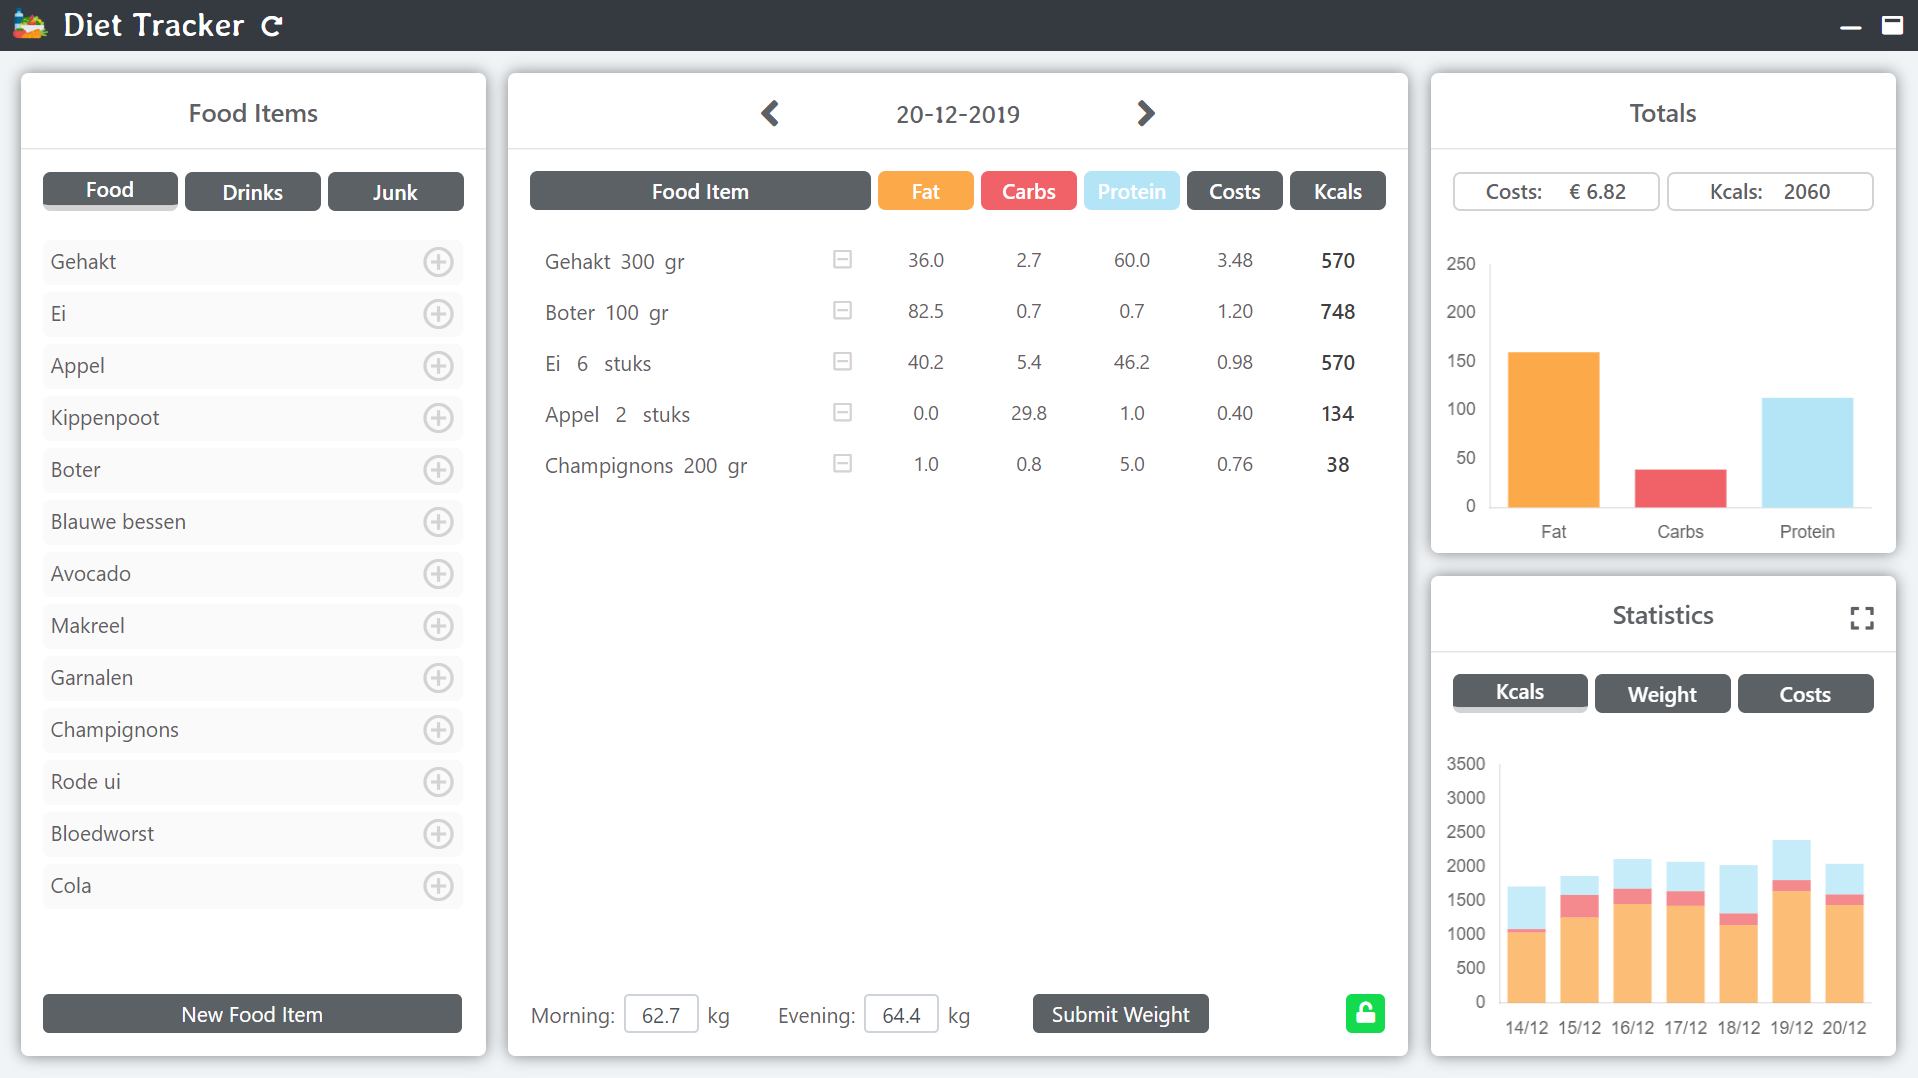 Diet Tracker
Food Items
Food Drinks Junk
Gehakt
Ei
Appel
Kippenpoot
Boter
Blauwe bessen
Avocado
Makreel
Garnalen
Champignons
Rode ui
Bloedworst
Cola
New Food Item
20-12-2019
Food Item Fat Carbs Protein Costs Kcals
Gehakt 300 gr 36.0 2.7 60.0 3.48 570
Boter 100 gr 82.5 0.7 0.7 1.20 748
Ei 6 stuks 40.2 5.4 46.2 0.98 570
Appel 2 stuks 0.0 29.8 1.0 0.40 134
Champignons 200 gr 1.0 0.8 5.0 0.76 38
Morning: 62.7 kg Evening: 64.4 kg Submit Weight
Totals
Costs: € 6.82 Kcals: 2060
250
200
150
100
50
0
Fat Carbs Protein
Statistics
Kcals Weight Costs
3500
3000
2500
2000
1500
1000
500
0
14/12 15/12 16/12 17/12 18/12 19/12 20/12